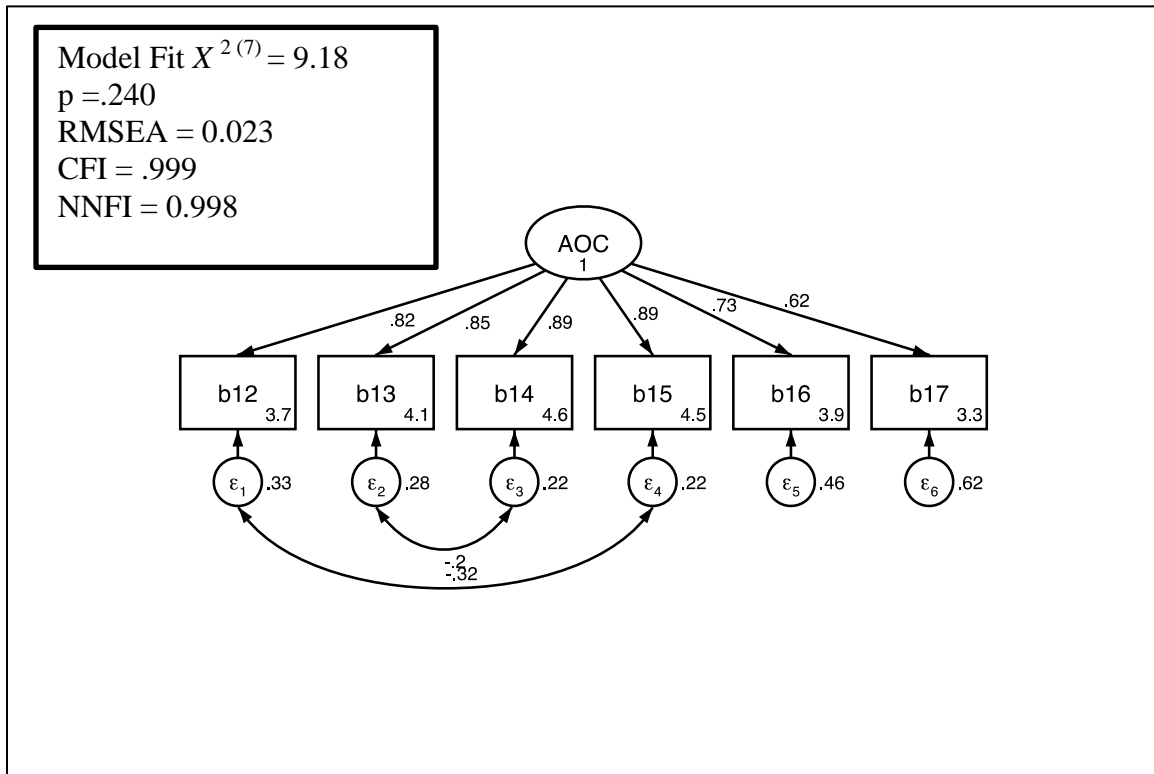 Model Fit X 2 (7) = 9.18
p =.240
RMSEA = 0.023
CFI = .999
NNFI = 0.998
AOC
1
.82 .85 .89 .89 .73 .62
b12 3.7 b13 4.1 b14 4.6 b15 4.5 b16 3.9 b17 3.3
ε1 .33 ε2 .28 ε3 .22 ε4 .22 ε5 .46 ε6 .62
-.2
-.32